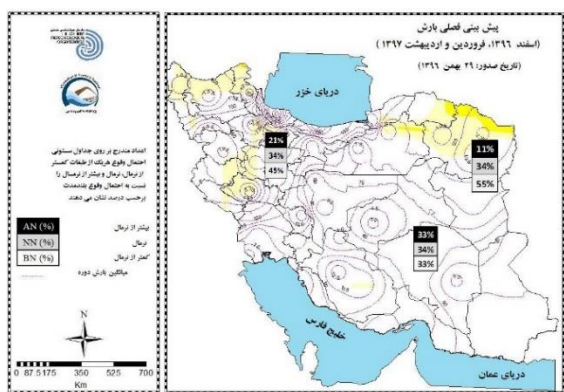 پیش بینی فصلی بارش
(اسفند ۱۳۹۶، فروردین و اردیبهشت ۱۳۹۷)
(تاریخ صدور: ۲۹ بهمن ۱۳۹۶)
دریای خزر
21%
34%
45%
11%
34%
55%
33%
34%
33%
خلیج فارس
دریای عمان
اعداد مندرج بر روی جداول ستونی
احتمال وقوع هریک از طبقات کمتر
از نرمال، نرمال و بیشتر از نرمال را
نسبت به احتمال وقوع بلندمدت
برحسب درصد نشان می دهند
AN (%) بیشتر از نرمال
NN (%) نرمال
BN (%) کمتر از نرمال
میانگین بارش دوره
N
0 87.5 175 350 525 700
Km